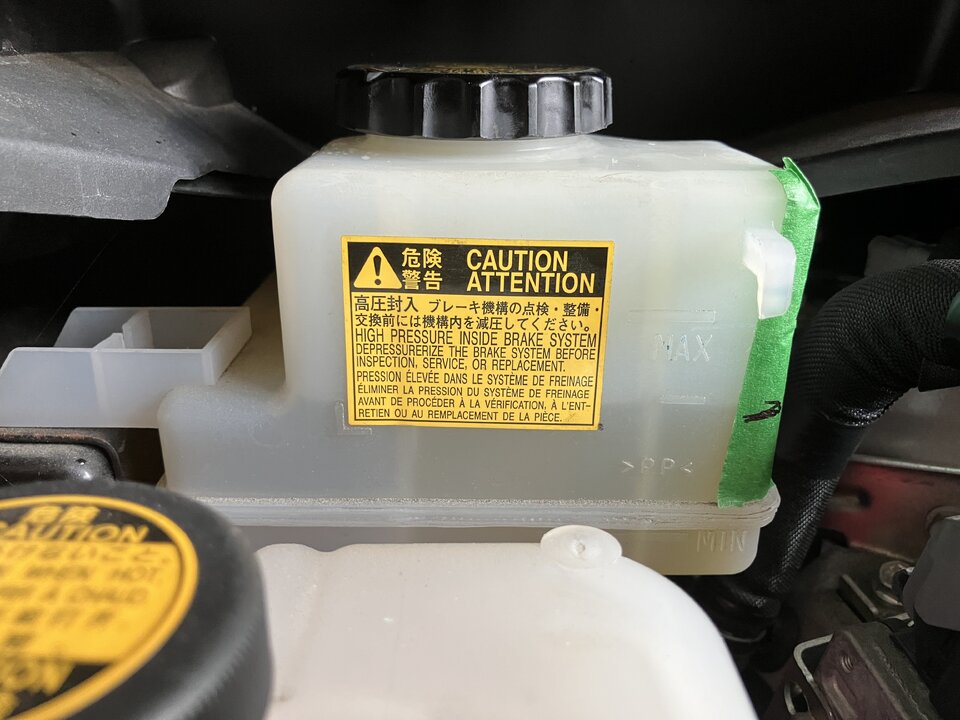 危険
警告
CAUTION
ATTENTION
高圧封入 ブレーキ機構の点検・整備・
交換前には機構内を減圧してください。
HIGH PRESSURE INSIDE BRAKE SYSTEM
DEPRESSURERIZE THE BRAKE SYSTEM BEFORE
INSPECTION, SERVICE, OR REPLACEMENT.
PRESSION ÉLEVÉE DANS LE SYSTÈME DE FREINAGE
ÉLIMINER LA PRESSION DU SYSTÈME DE FREINAGE
AVANT DE PROCÉDER À LA VÉRIFICATION, À L'ENT-
RETIEN OU AU REMPLACEMENT DE LA PIÈCE.
MAX
>PP<
MIN
CAUTION
WHEN HOT